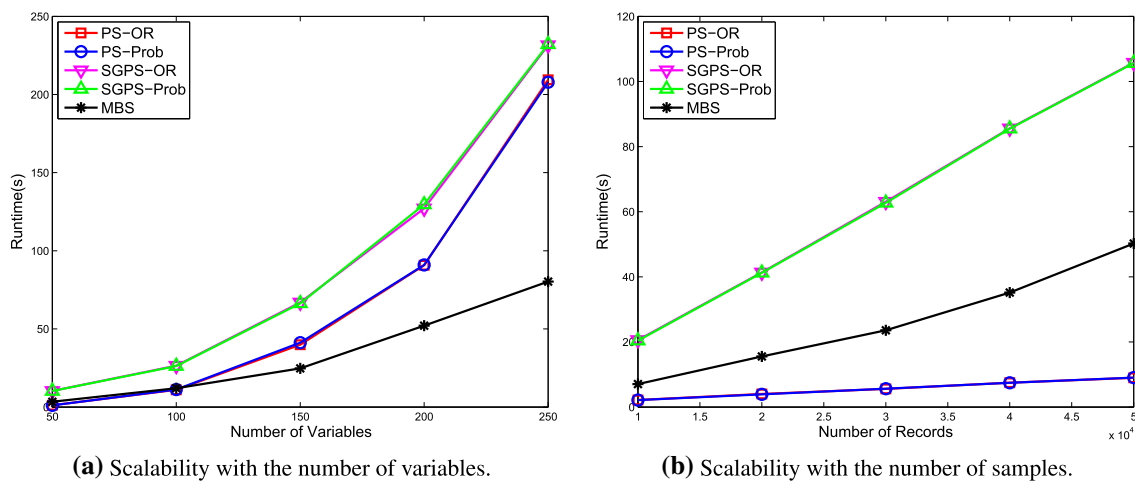 250
200
150
100
50
0
Runtime(s)
PS-OR
PS-Prob
SGPS-OR
SGPS-Prob
MBS
50 100 150 200 250
Number of Variables
(a) Scalability with the number of variables.
120
100
80
60
40
20
0
Runtime(s)
PS-OR
PS-Prob
SGPS-OR
SGPS-Prob
MBS
1 1.5 2 2.5 3 3.5 4 4.5 5
x 10^4
Number of Records
(b) Scalability with the number of samples.